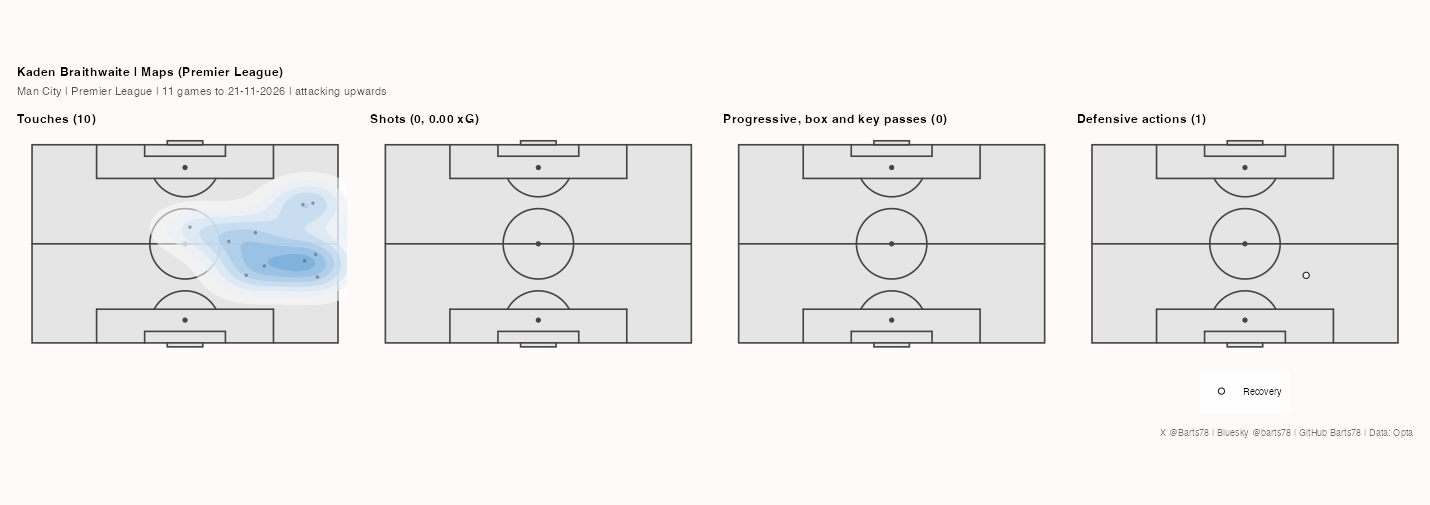 Kaden Braithwaite | Maps (Premier League)
Man City | Premier League | 11 games to 21-11-2026 | attacking upwards
Touches (10)
Shots (0, 0.00 xG)
Progressive, box and key passes (0)
Defensive actions (1)
Recovery
X @Barts78 | Bluesky @barts78 | GitHub Barts78 | Data: Opta